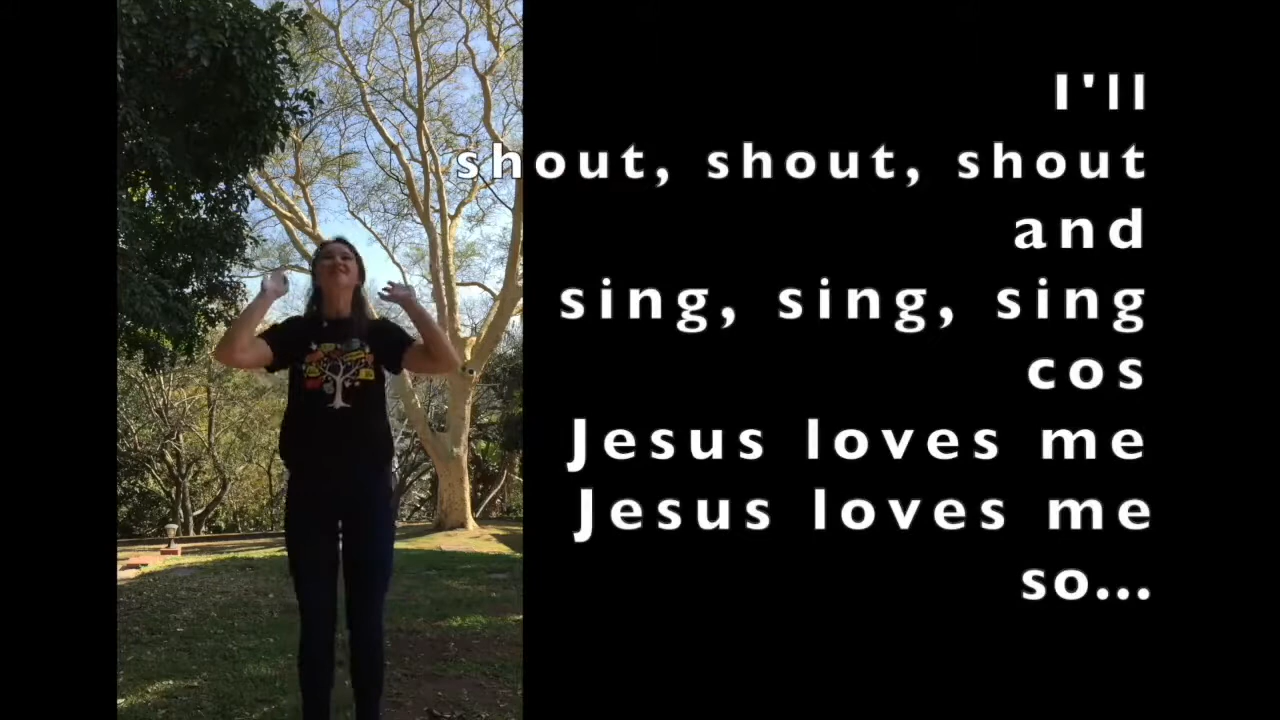 I'll
shout, shout, shout
and
sing, sing, sing
cos
Jesus loves me
Jesus loves me
so...